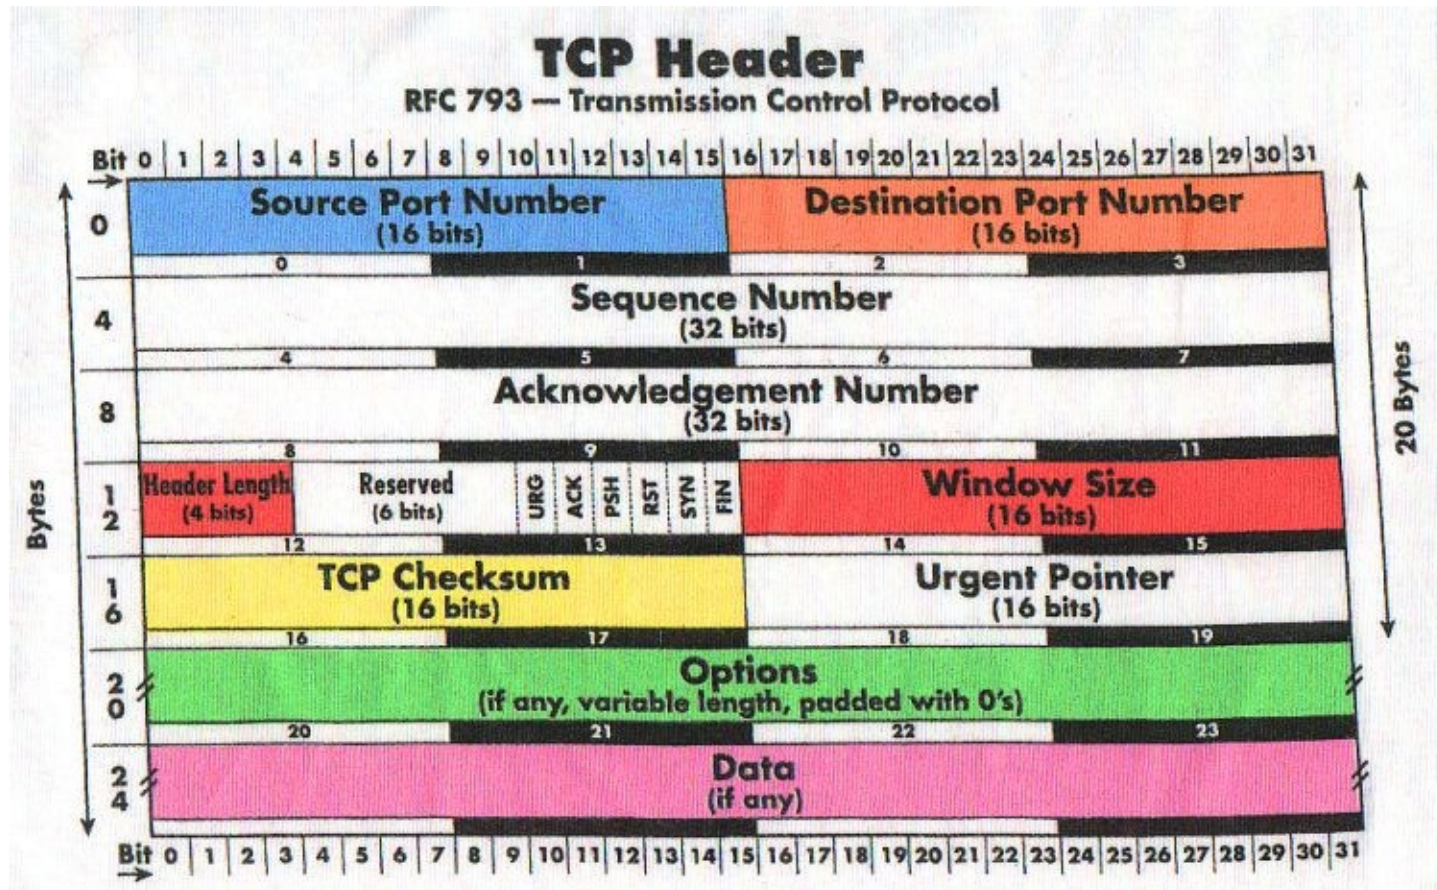 TCP Header
RFC 793 — Transmission Control Protocol
Bit 0 1 2 3 4 5 6 7 8 9 10 11 12 13 14 15 16 17 18 19 20 21 22 23 24 25 26 27 28 29 30 31
0 Source Port Number Destination Port Number
(16 bits) (16 bits)
0 1 2 3
4 Sequence Number
(32 bits)
4 5 6 7
8 Acknowledgement Number
(32 bits)
8 9 10 11
12 Header Length Reserved URG ACK PSH RST SYN FIN Window Size
(4 bits) (6 bits) (16 bits)
12 13 14 15
16 TCP Checksum Urgent Pointer
(16 bits) (16 bits)
16 17 18 19
20 Options
(if any, variable length, padded with 0's)
20 21 22 23
24 Data
(if any)
Bit 0 1 2 3 4 5 6 7 8 9 10 11 12 13 14 15 16 17 18 19 20 21 22 23 24 25 26 27 28 29 30 31
Bytes
20 Bytes